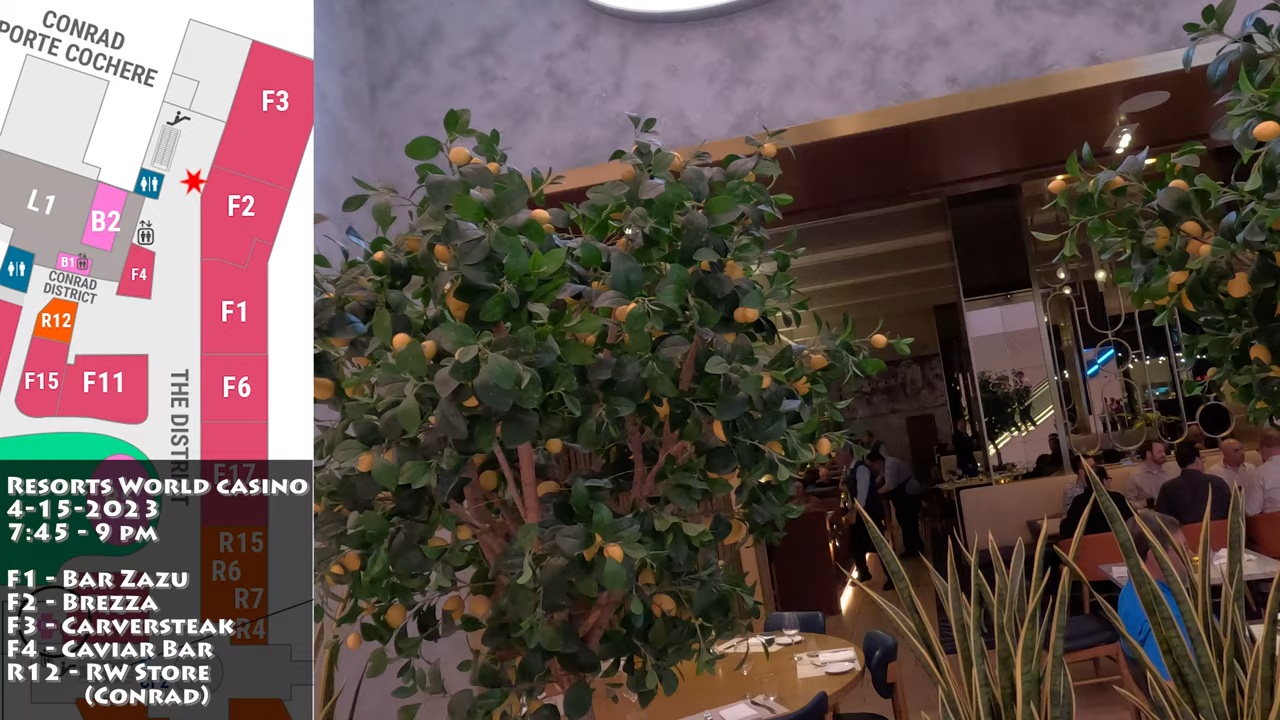 CONRAD
PORTE COCHERE
F3
L1
B2
F2
B1
F4
CONRAD
DISTRICT
R12
F1
F15
F11
F6
THE DISTRICT
F17
RESORTS WORLD CASINO
4-15-2023
7:45 - 9 PM
R15
R6
F1 - BAR ZAZU
R7
F2 - BREZZA
F3 - CARVERSTEAK
R4
F4 - CAVIAR BAR
R12 - RW STORE
(CONRAD)